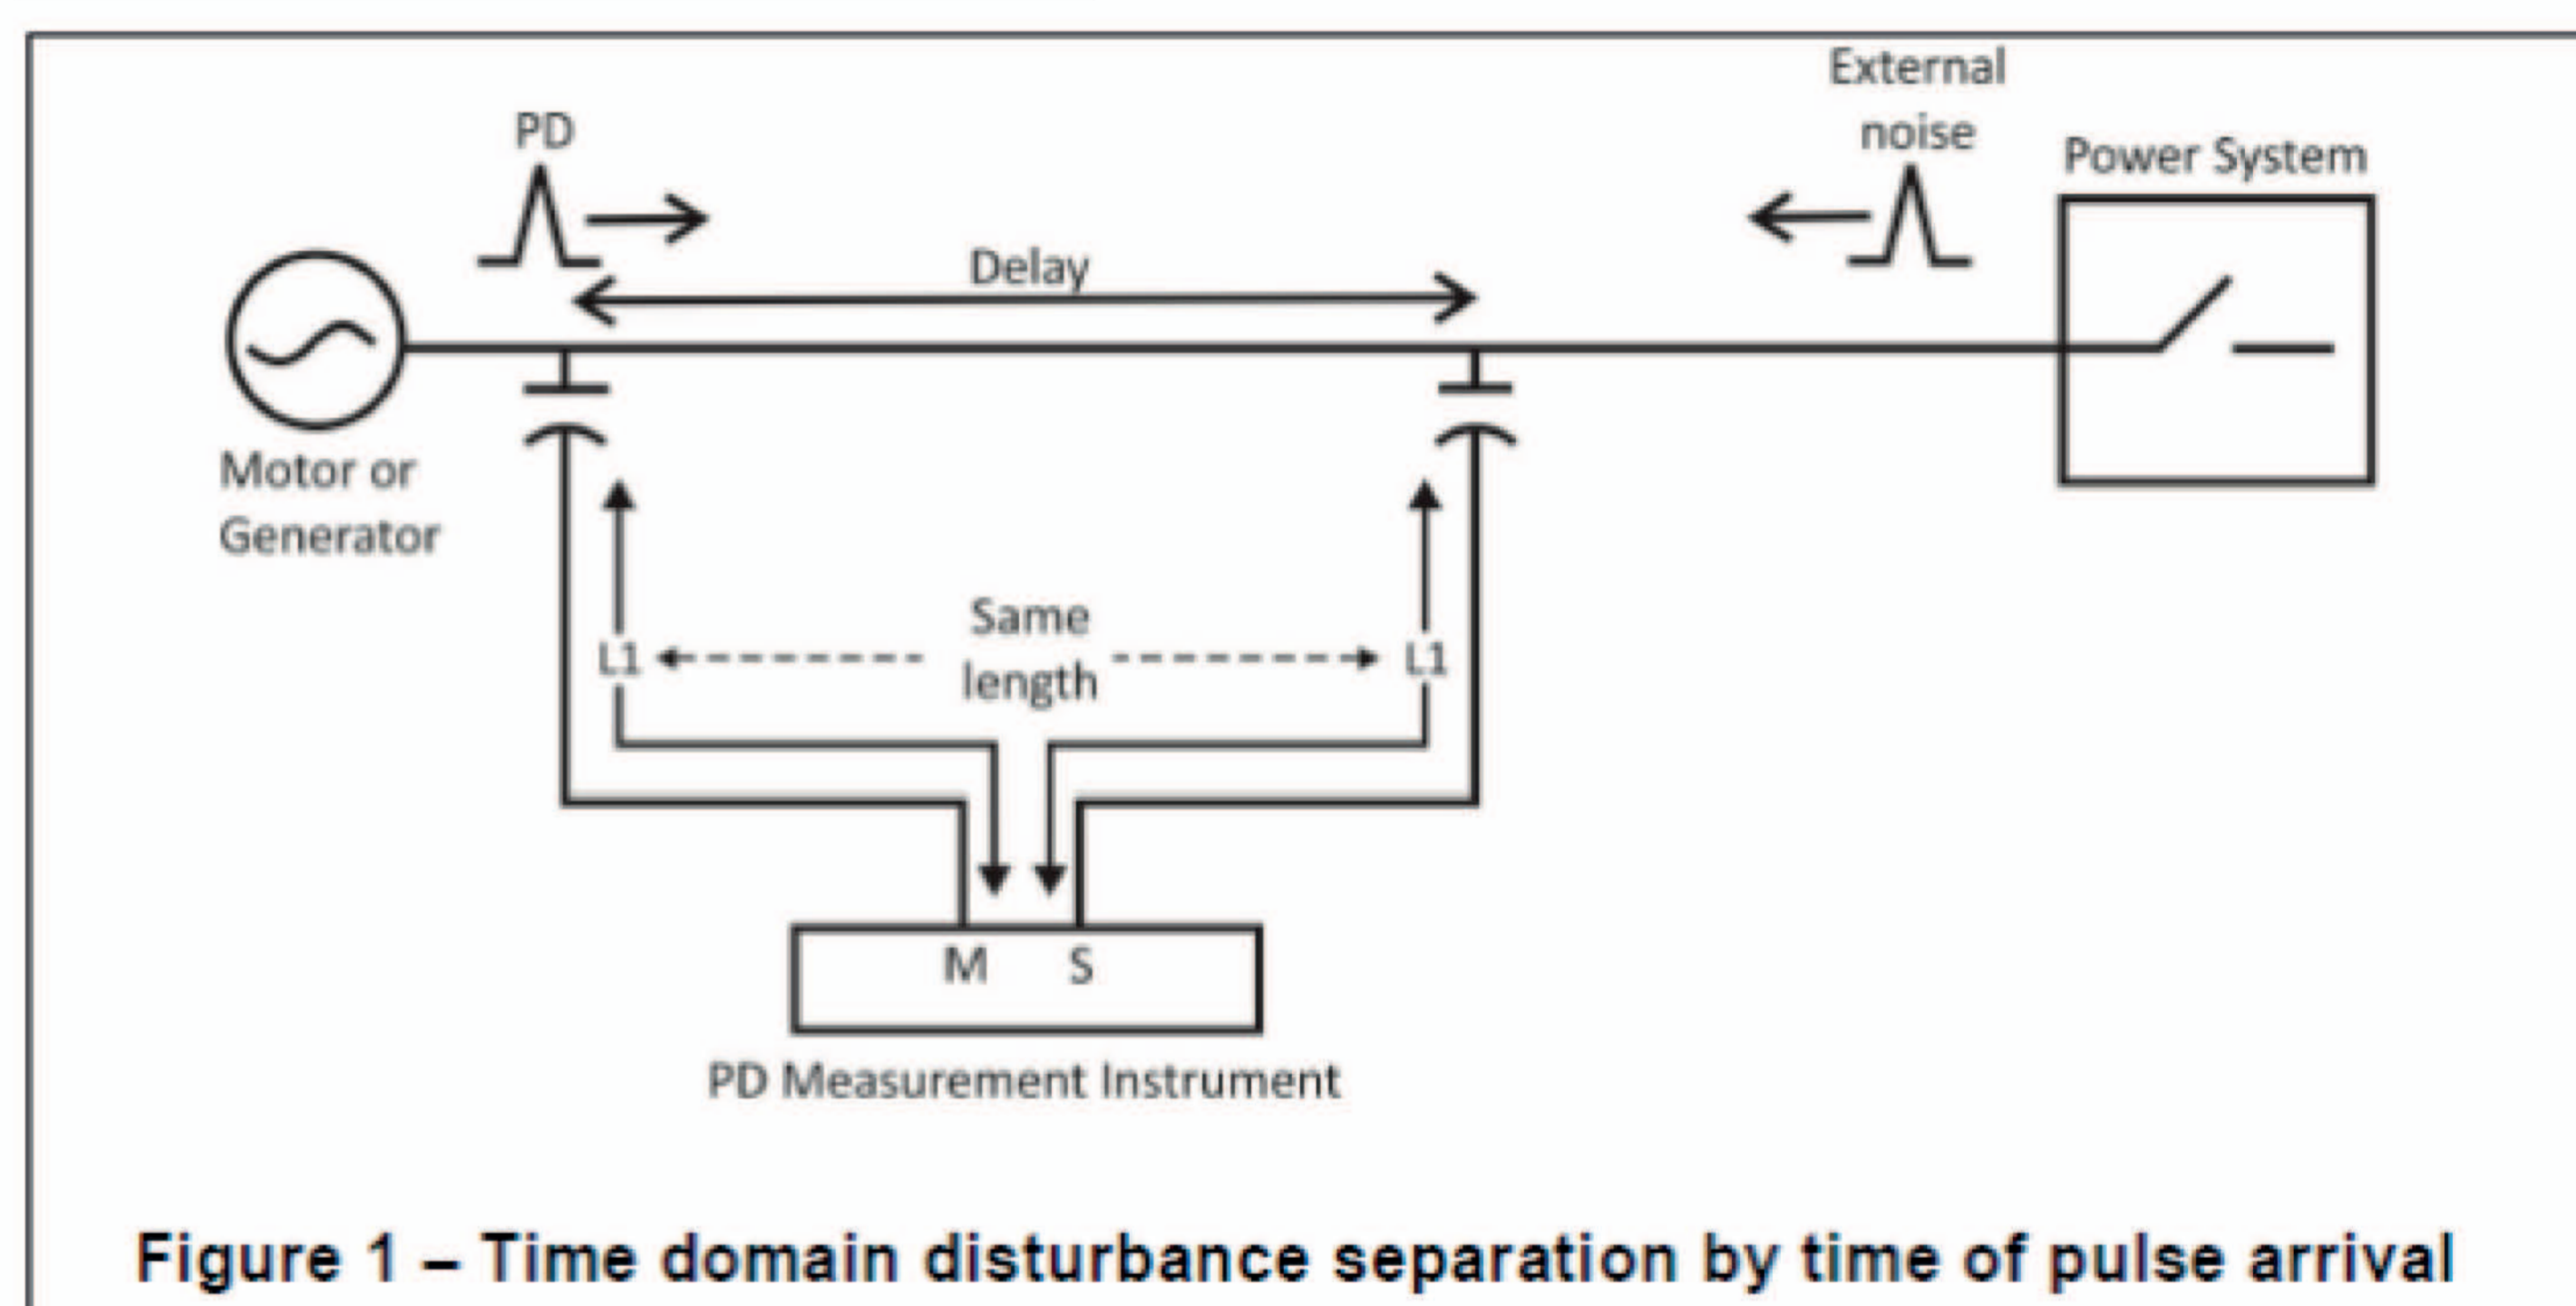 External
noise
PD
Power System
Delay
Motor or
Generator
Same
length
L1
L1
M
S
PD Measurement Instrument
Figure 1 – Time domain disturbance separation by time of pulse arrival